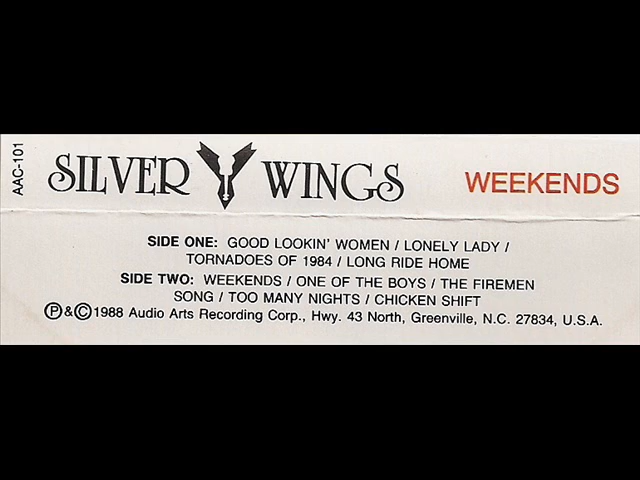 AAC-101
SILVER WINGS
WEEKENDS
SIDE ONE: GOOD LOOKIN' WOMEN / LONELY LADY /
TORNADOES OF 1984 / LONG RIDE HOME
SIDE TWO: WEEKENDS / ONE OF THE BOYS / THE FIREMEN
SONG / TOO MANY NIGHTS / CHICKEN SHIFT
℗&©1988 Audio Arts Recording Corp., Hwy. 43 North, Greenville, N.C. 27834, U.S.A.